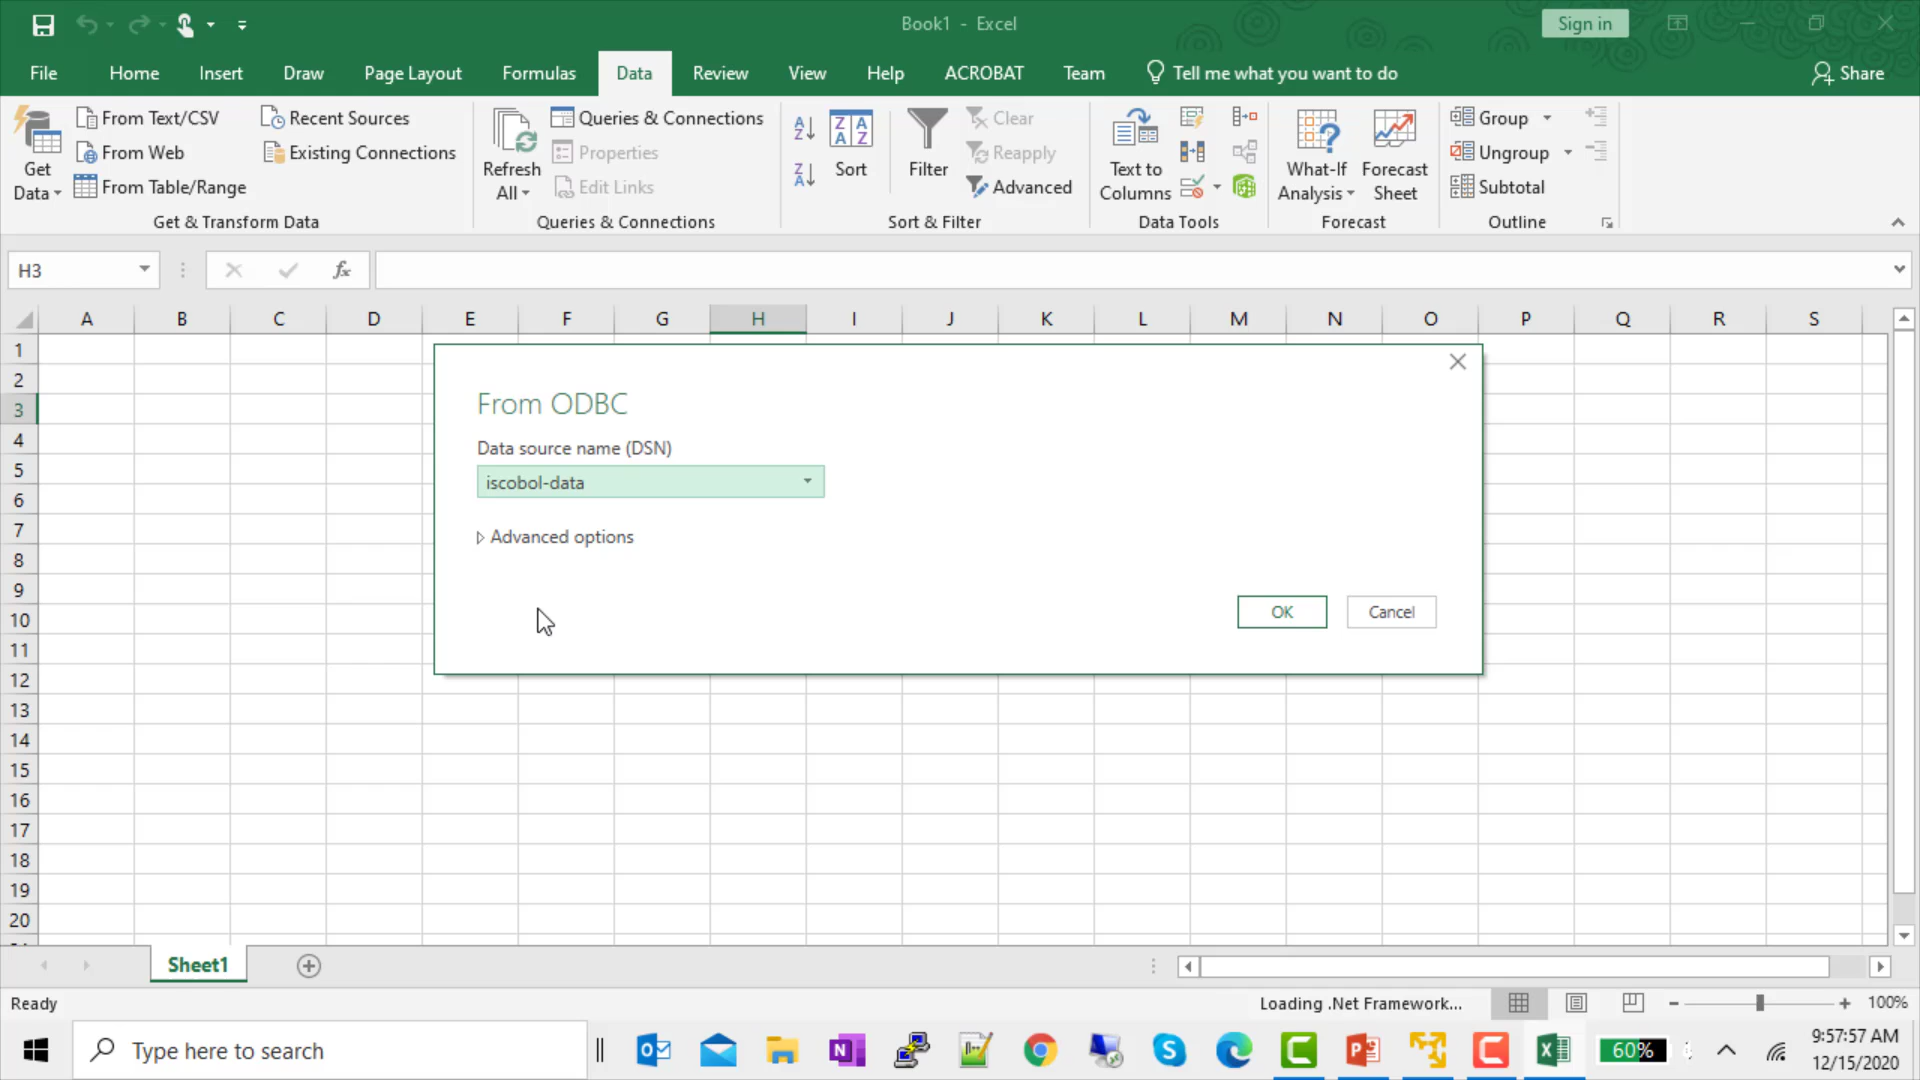 Book1 - Excel
Sign in
File Home Insert Draw Page Layout Formulas Data Review View Help ACROBAT Team Tell me what you want to do Share
Get Data
From Text/CSV
From Web
From Table/Range
Recent Sources
Existing Connections
Get & Transform Data
Refresh All
Queries & Connections
Properties
Edit Links
Queries & Connections
Sort
Filter
Clear
Reapply
Advanced
Sort & Filter
Text to Columns
Data Tools
What-If Analysis
Forecast Sheet
Forecast
Group
Ungroup
Subtotal
Outline
H3
fx
A B C D E F G H I J K L M N O P Q R S
1
2
3
4
5
6
7
8
9
10
11
12
13
14
15
16
17
18
19
20
From ODBC
Data source name (DSN)
iscobol-data
Advanced options
OK Cancel
Sheet1
Ready
Loading .Net Framework...
100%
Type here to search
60%
9:57:57 AM
12/15/2020